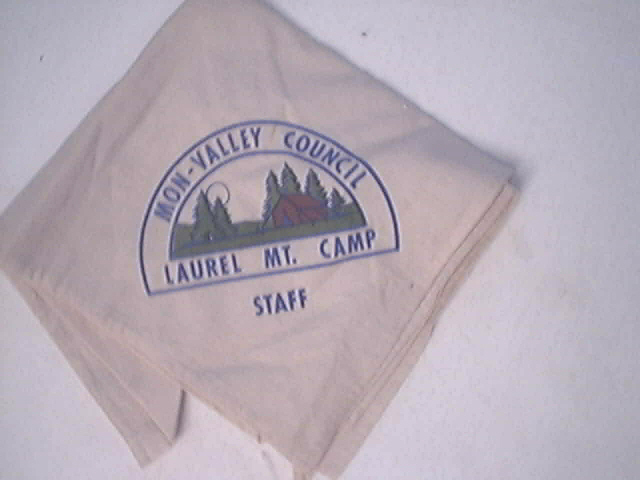 MON-VALLEY COUNCIL
LAUREL MT. CAMP
STAFF